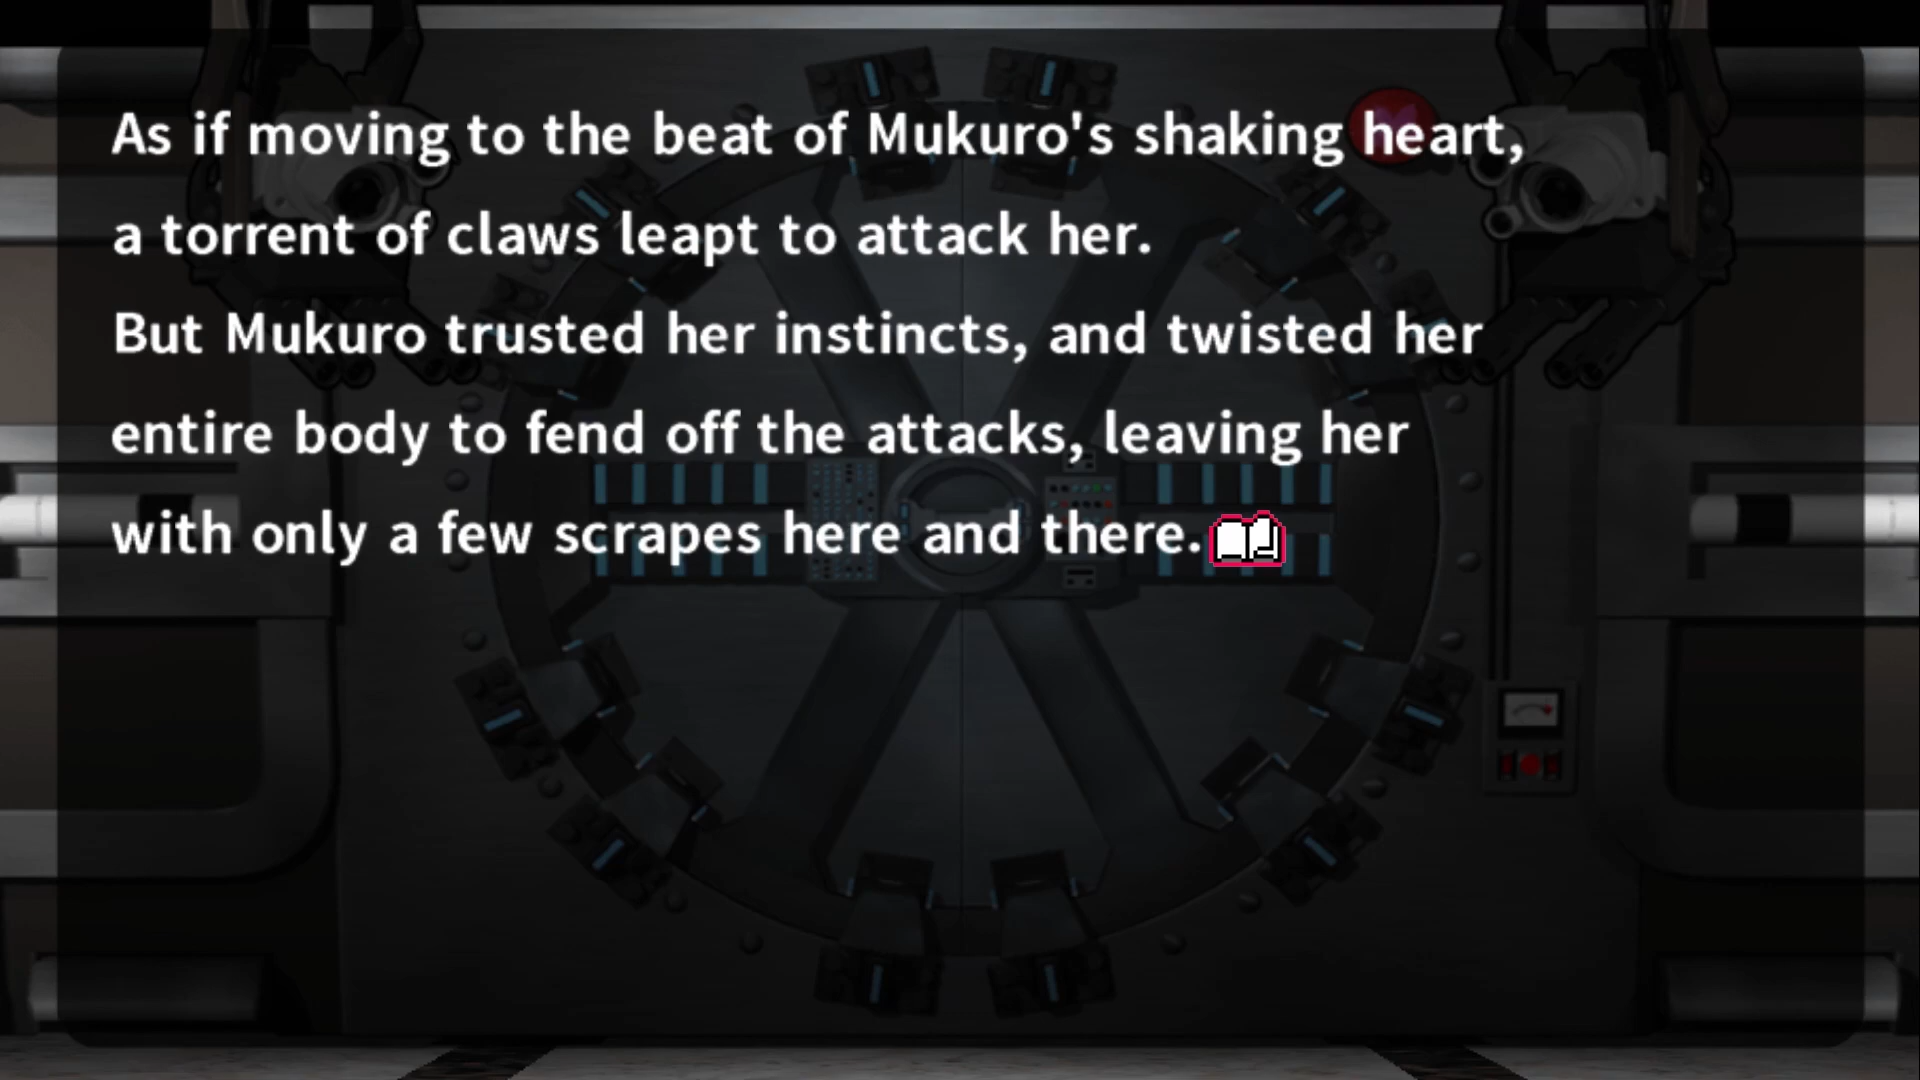 As if moving to the beat of Mukuro's shaking heart,
a torrent of claws leapt to attack her.
But Mukuro trusted her instincts, and twisted her
entire body to fend off the attacks, leaving her
with only a few scrapes here and there.